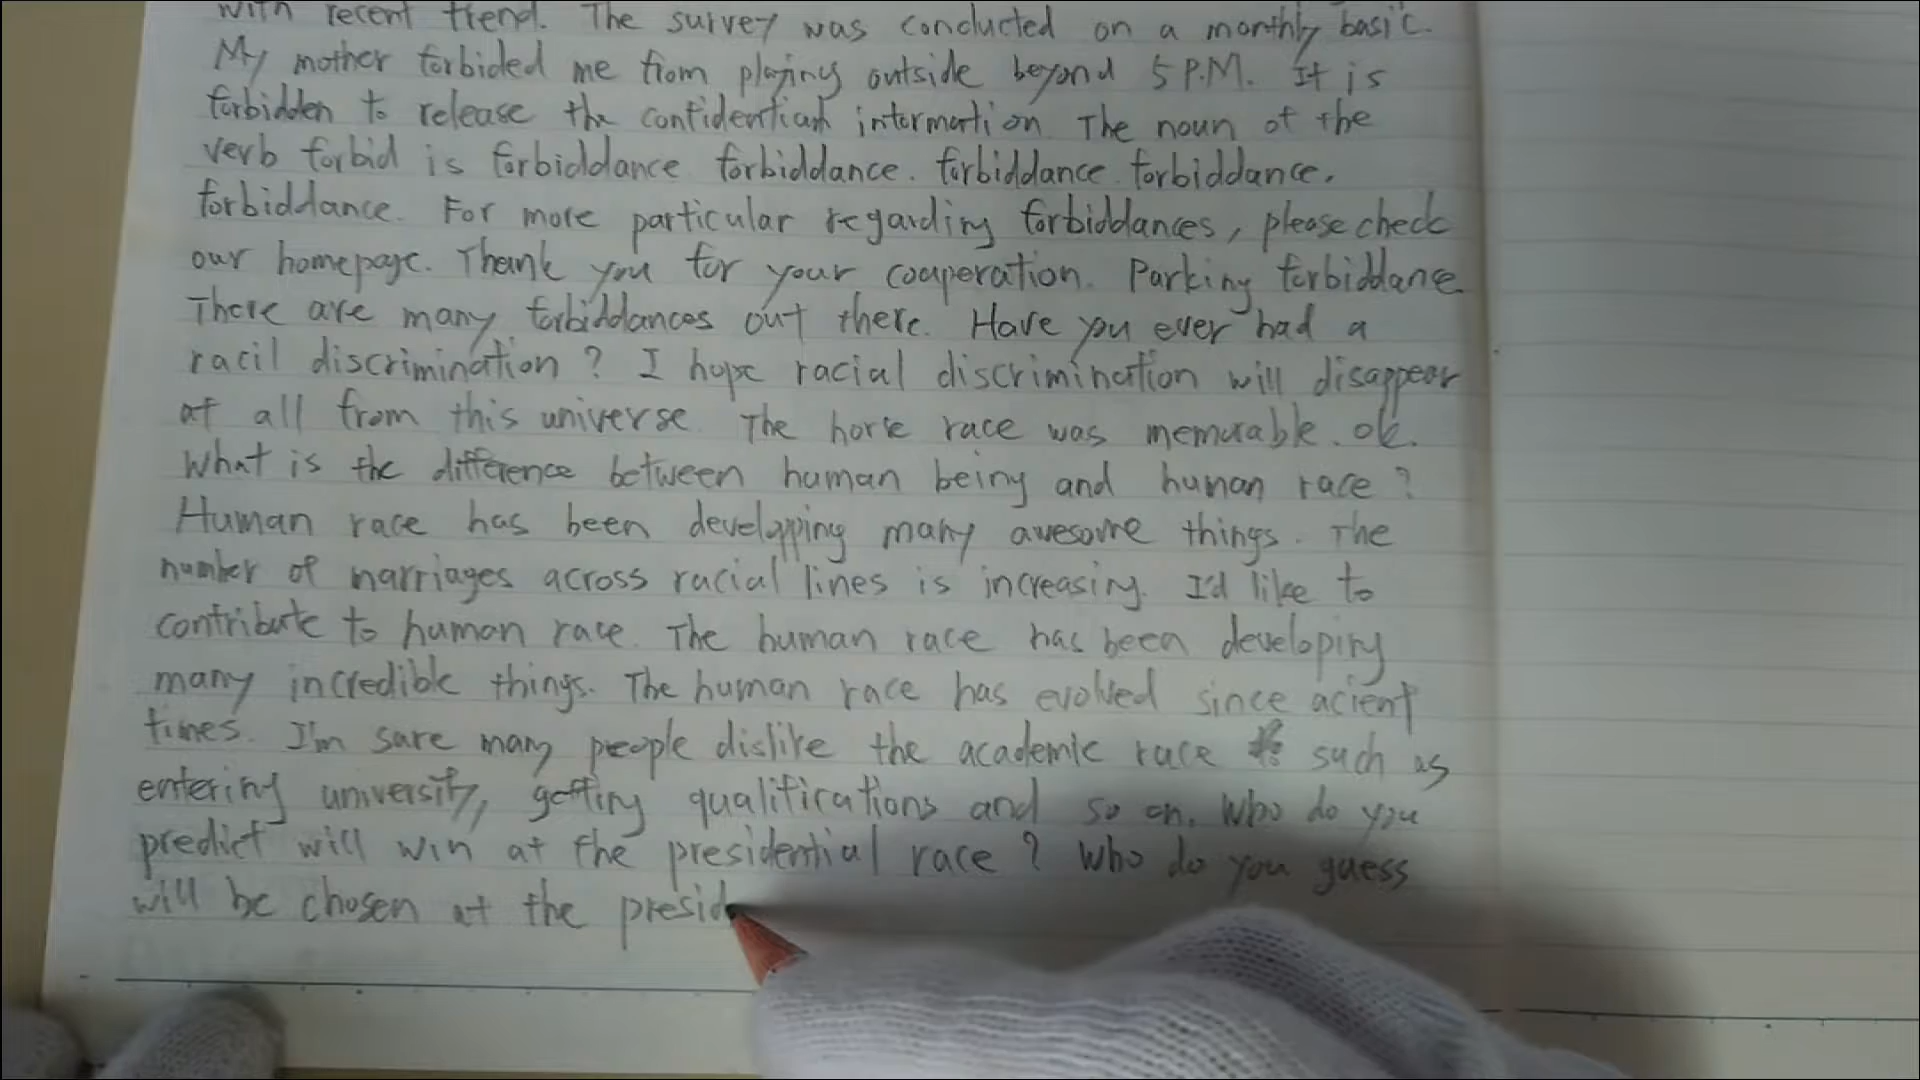 with recent trend. The survey was conducted on a monthly basic.
My mother forbided me from playing outside beyond 5 P.M. It is
forbidden to release the confidential information. The noun of the
verb forbid is forbiddance forbiddance. forbiddance. forbiddance.
forbiddance. For more particular regarding forbiddances, please check
our homepage. Thank you for your couperation. Parking forbiddance.
There are many forbiddances out there. Have you ever had a
racil discrimination? I hope racial discrimination will disappear
at all from this universe. The horse race was memorable. ok.
What is the difference between human being and human race?
Human race has been developping many awesome things. The
number of marriages across racial lines is increasing. I'd like to
contribute to human race. The human race has been developing
many incredible things. The human race has evolved since acient
times. I'm sure many people dislike the academic race such as
entering university, getting qualifications and so on. Who do you
predict will win at the presidential race? Who do you guess
will be chosen at the presid